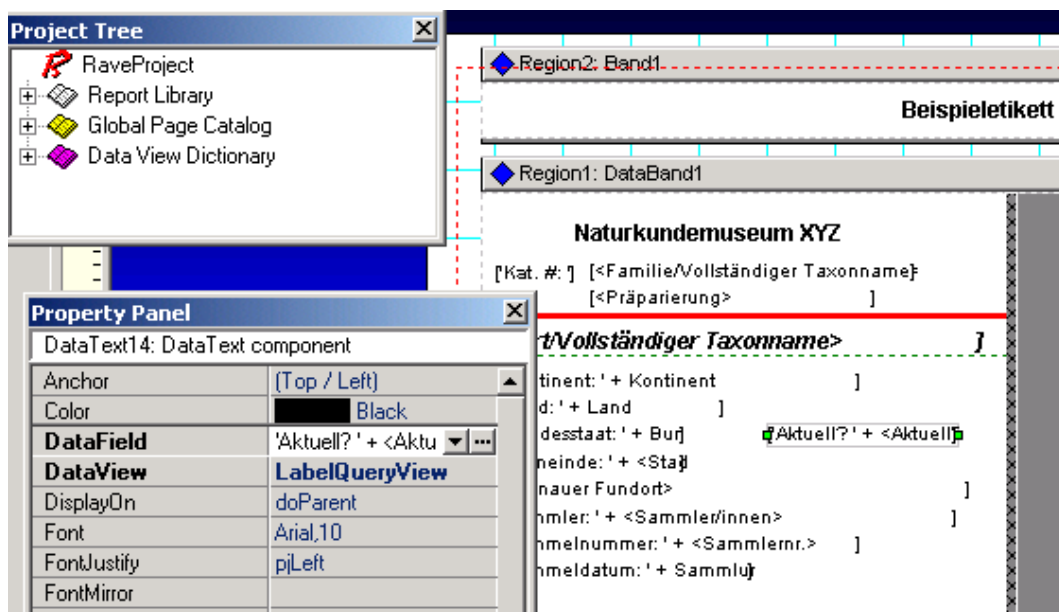 Project Tree
RaveProject
Report Library
Global Page Catalog
Data View Dictionary
Region2: Band1
Beispieletikett
Region1: DataBand1
Naturkundemuseum XYZ
['Kat. #: '] [<Familie/Vollständiger Taxonname>]
[<Präparierung> ]
t/Vollständiger Taxonname> ]
tinent: ' + Kontinent ]
d: ' + Land ]
desstaat: ' + Bun] ['Aktuell? ' + <Aktuell]
neinde: ' + <Stad]
nauer Fundort> ]
nmler: ' + <Sammler/innen> ]
nmelnummer: ' + <Sammlernr.> ]
nmeldatum: ' + Sammlu]
Property Panel
DataText14: DataText component
Anchor (Top / Left)
Color Black
DataField 'Aktuell? ' + <Aktu
DataView LabelQueryView
DisplayOn doParent
Font Arial,10
FontJustify pjLeft
FontMirror